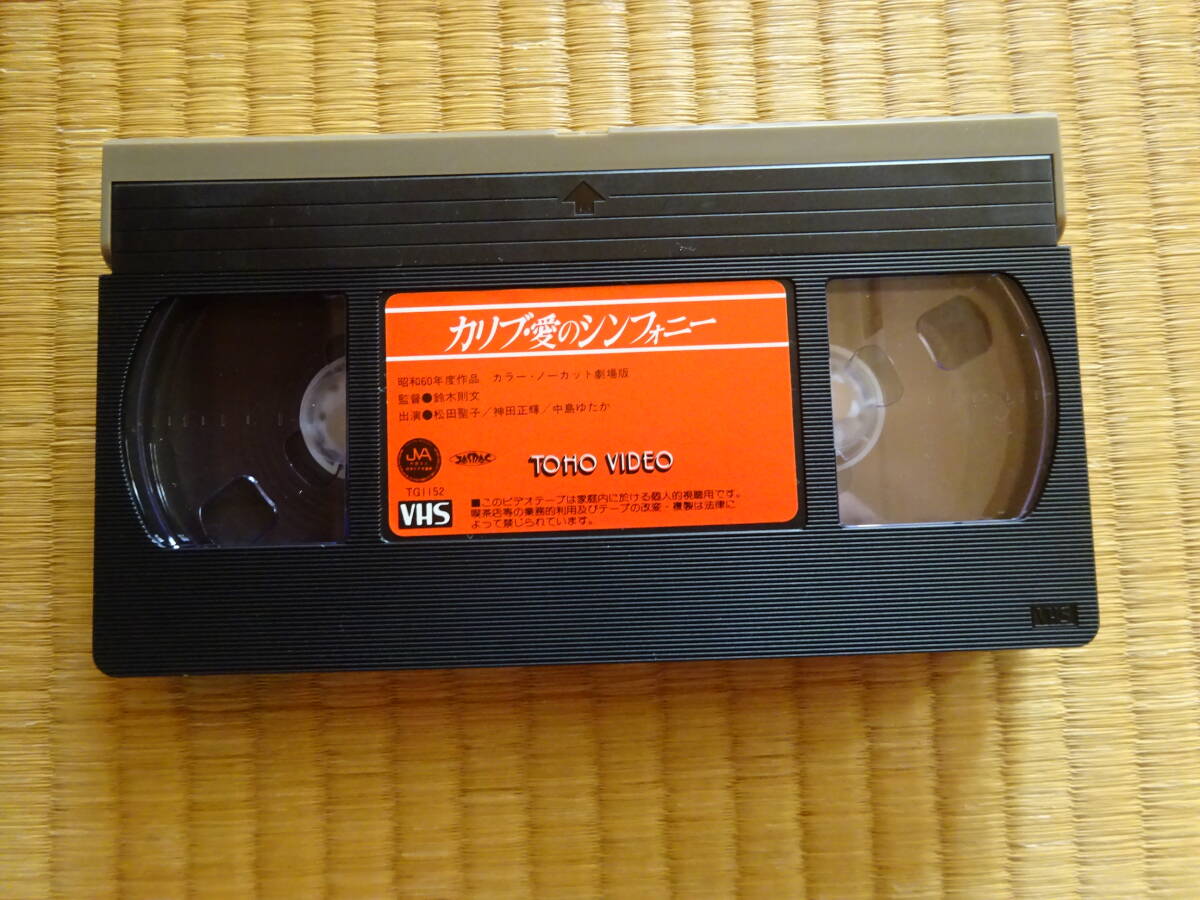 カリブ・愛のシンフォニー
昭和60年度作品 カラー・ノーカット劇場版
監督●鈴木則文
出演●松田聖子/神田正輝/中島ゆたか
JVA
JASRAC
TOHO VIDEO
TG1152
VHS
■このビデオテープは家庭内に於ける個人的視聴用です。
喫茶店等の業務的利用及びテープの改変・複製は法律に
よって禁じられています。
VHS